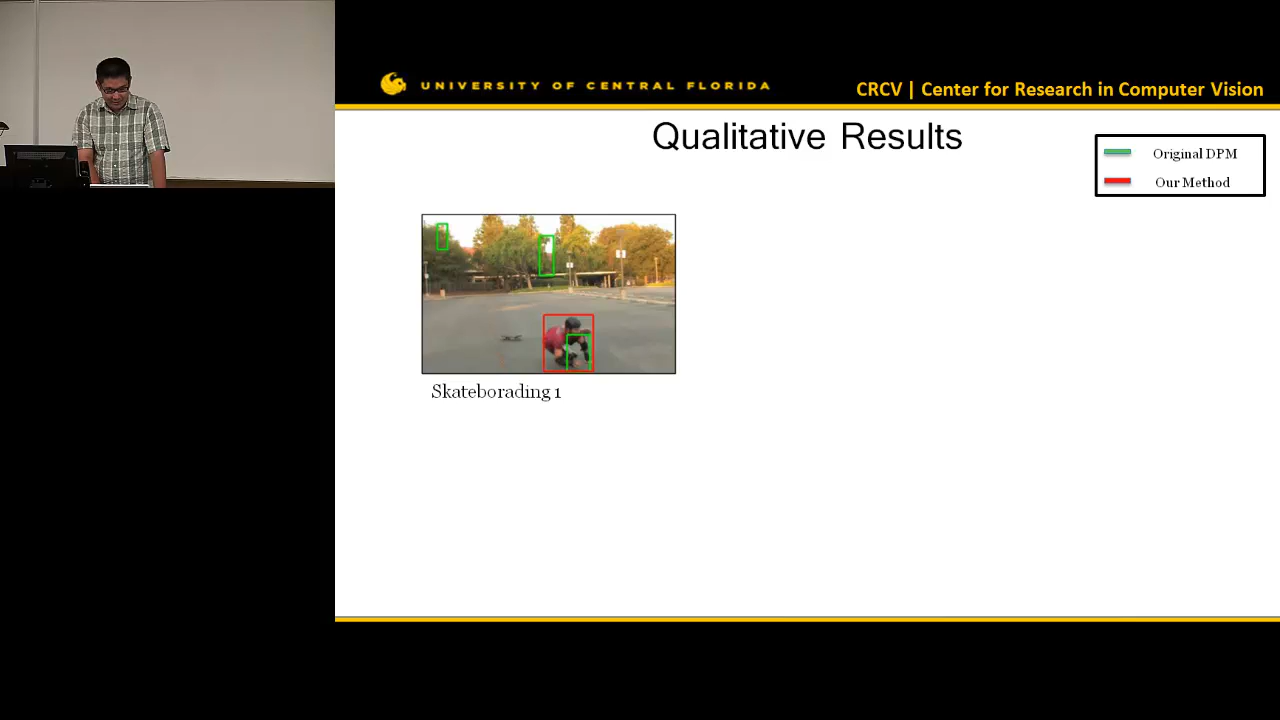 UNIVERSITY OF CENTRAL FLORIDA
CRCV | Center for Research in Computer Vision
Qualitative Results
Original DPM
Our Method
Skateborading 1